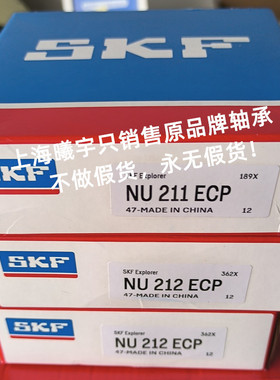 SKF
上海曦宇只销售原品牌轴承
不做假货，永无假货！
SKF
SKF Explorer 189X
NU 211 ECP
47-MADE IN CHINA 12
SKF
SKF Explorer 362X
NU 212 ECP
47-MADE IN CHINA 12
SKF
SKF Explorer 362X
NU 212 ECP
47-MADE IN CHINA 12